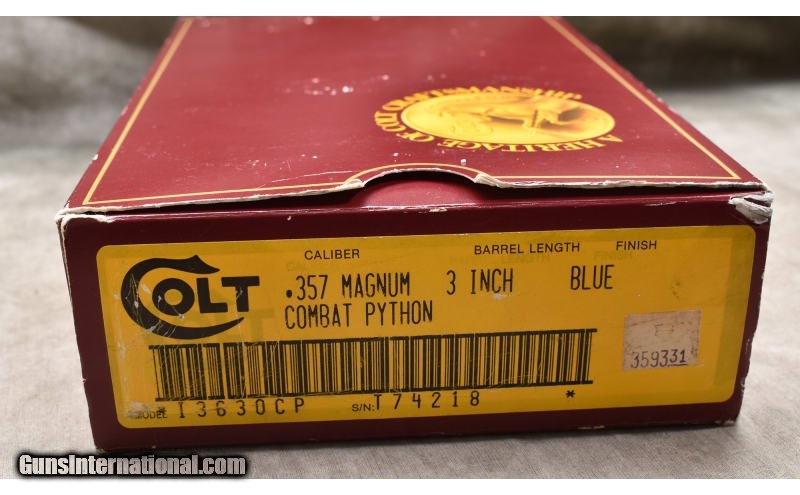 A HERITAGE OF COLT CRAFTSMANSHIP
COLT
CALIBER BARREL LENGTH FINISH
.357 MAGNUM 3 INCH BLUE
COMBAT PYTHON
359331
MODEL *I3630CP S/N: T74218 *
GunsInternational.com